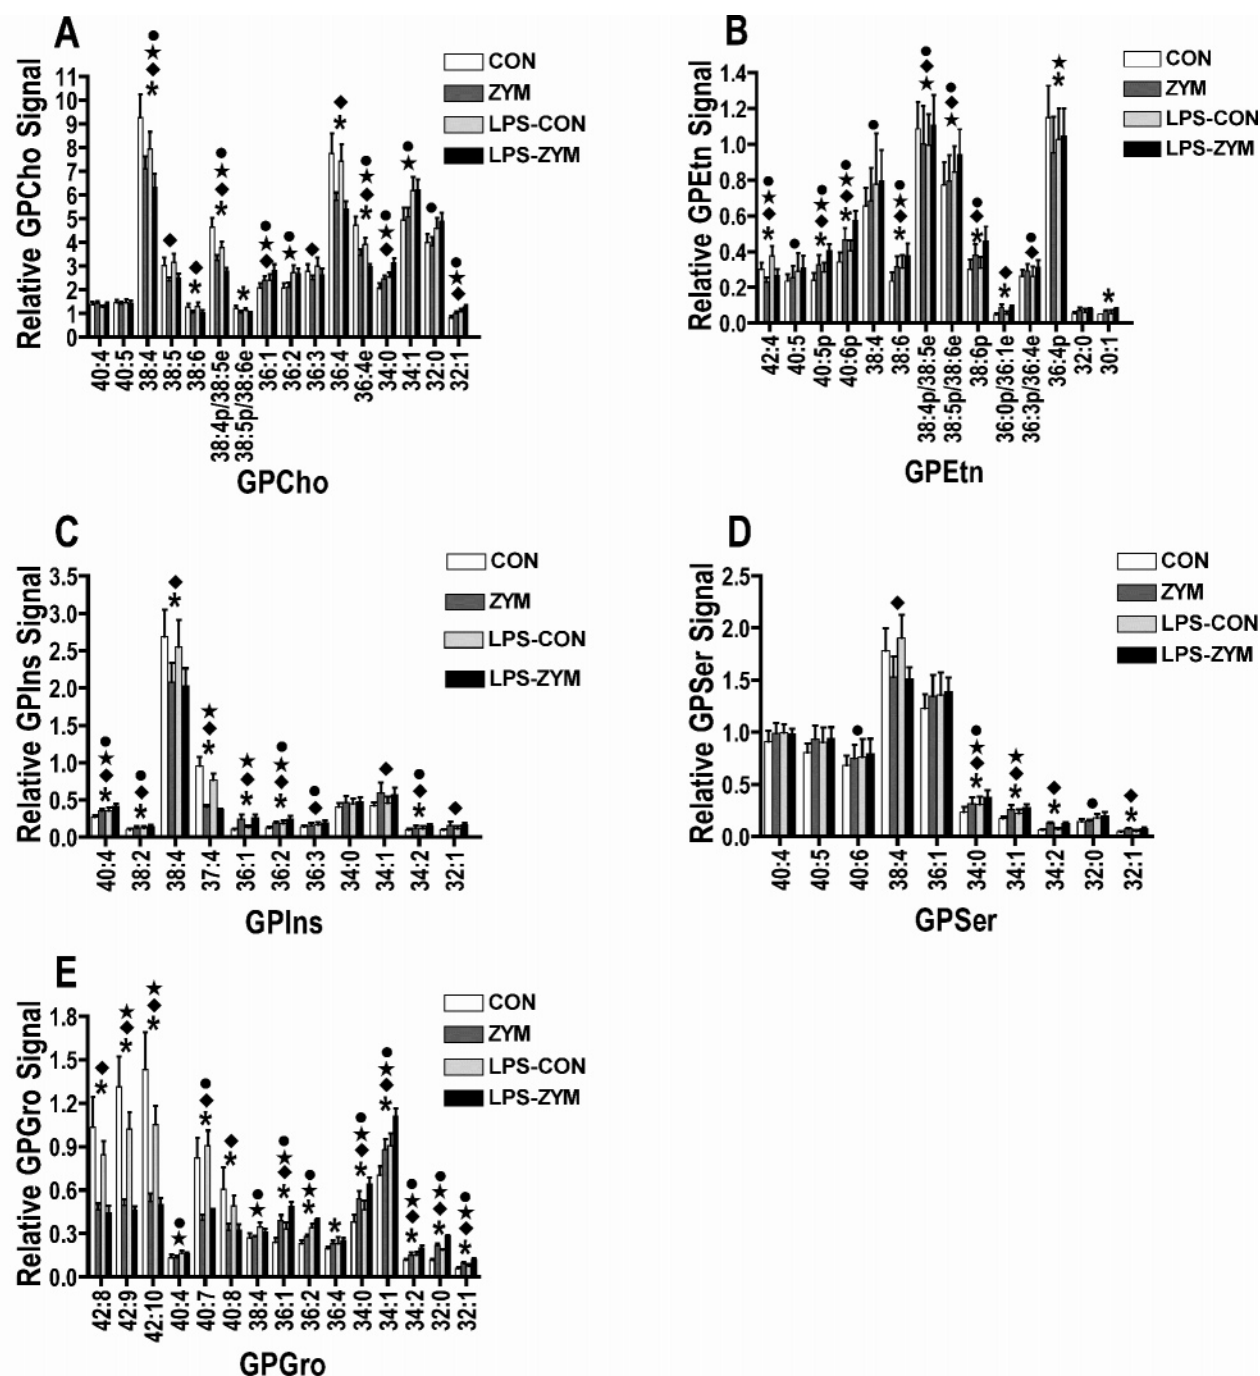 A
Relative GPCho Signal
11
10
9
8
7
6
5
4
3
2
1
0
CON
ZYM
LPS-CON
LPS-ZYM
40:4
40:5
38:4
38:5
38:6
38:4p/38:5e
38:5p/38:6e
36:1
36:2
36:3
36:4
36:4e
34:0
34:1
32:0
32:1
GPCho
B
Relative GPEtn Signal
1.4
1.2
1.0
0.8
0.6
0.4
0.2
0.0
CON
ZYM
LPS-CON
LPS-ZYM
42:4
40:5
40:5p
40:6p
38:4
38:6
38:4p/38:5e
38:5p/38:6e
38:6p
36:0p/36:1e
36:3p/36:4e
36:4p
32:0
30:1
GPEtn
C
Relative GPIns Signal
3.5
3.0
2.5
2.0
1.5
1.0
0.5
0.0
CON
ZYM
LPS-CON
LPS-ZYM
40:4
38:2
38:4
37:4
36:1
36:2
36:3
34:0
34:1
34:2
32:1
GPIns
D
Relative GPSer Signal
2.5
2.0
1.5
1.0
0.5
0.0
CON
ZYM
LPS-CON
LPS-ZYM
40:4
40:5
40:6
38:4
36:1
34:0
34:1
34:2
32:0
32:1
GPSer
E
Relative GPGro Signal
1.8
1.5
1.2
0.9
0.6
0.3
0.0
CON
ZYM
LPS-CON
LPS-ZYM
42:8
42:9
42:10
40:4
40:7
40:8
38:4
36:1
36:2
36:4
34:0
34:1
34:2
32:0
32:1
GPGro